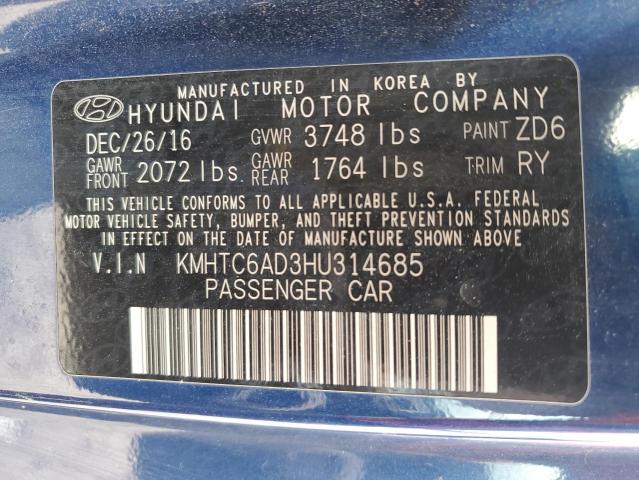 MANUFACTURED IN KOREA BY
HYUNDAI MOTOR COMPANY
DEC/26/16 GVWR 3748 lbs PAINT ZD6
GAWR FRONT 2072 lbs. GAWR REAR 1764 lbs TRIM RY
THIS VEHICLE CONFORMS TO ALL APPLICABLE U.S.A. FEDERAL
MOTOR VEHICLE SAFETY, BUMPER, AND THEFT PREVENTION STANDARDS
IN EFFECT ON THE DATE OF MANUFACTURE SHOWN ABOVE
V.I.N KMHTC6AD3HU314685
PASSENGER CAR